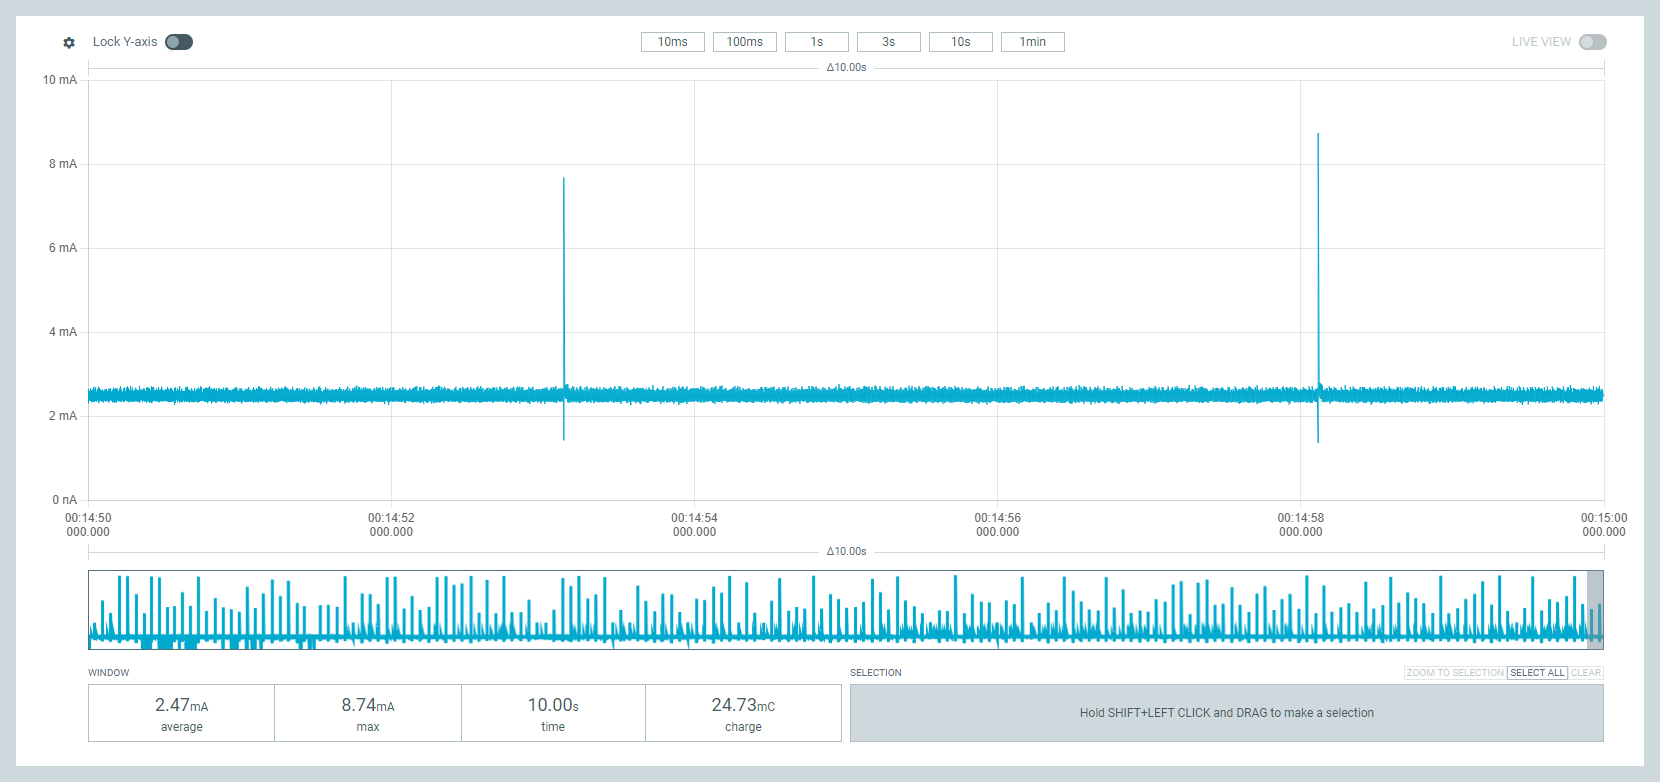 Lock Y-axis
10ms 100ms 1s 3s 10s 1min
LIVE VIEW
Δ10.00s
10 mA
8 mA
6 mA
4 mA
2 mA
0 nA
00:14:50 00:14:52 00:14:54 00:14:56 00:14:58 00:15:00
000.000 000.000 000.000 000.000 000.000 000.000
Δ10.00s
WINDOW
2.47mA 8.74mA 10.00s 24.73mC
average max time charge
SELECTION
ZOOM TO SELECTION SELECT ALL CLEAR
Hold SHIFT+LEFT CLICK and DRAG to make a selection